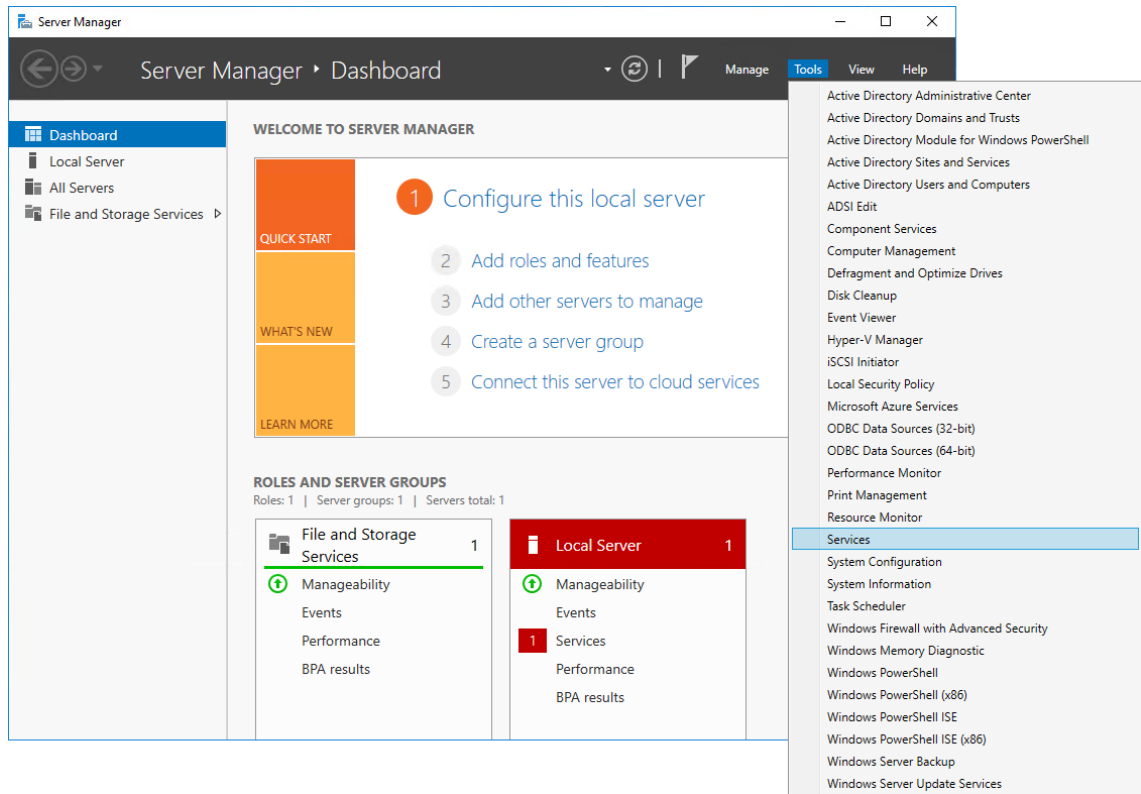 Server Manager
Server Manager ‣ Dashboard
Manage
Tools
View
Help
Dashboard
Local Server
All Servers
File and Storage Services
WELCOME TO SERVER MANAGER
QUICK START
WHAT'S NEW
LEARN MORE
1 Configure this local server
2 Add roles and features
3 Add other servers to manage
4 Create a server group
5 Connect this server to cloud services
ROLES AND SERVER GROUPS
Roles: 1 | Server groups: 1 | Servers total: 1
File and Storage
Services
1
Manageability
Events
Performance
BPA results
Local Server 1
Manageability
Events
1 Services
Performance
BPA results
Active Directory Administrative Center
Active Directory Domains and Trusts
Active Directory Module for Windows PowerShell
Active Directory Sites and Services
Active Directory Users and Computers
ADSI Edit
Component Services
Computer Management
Defragment and Optimize Drives
Disk Cleanup
Event Viewer
Hyper-V Manager
iSCSI Initiator
Local Security Policy
Microsoft Azure Services
ODBC Data Sources (32-bit)
ODBC Data Sources (64-bit)
Performance Monitor
Print Management
Resource Monitor
Services
System Configuration
System Information
Task Scheduler
Windows Firewall with Advanced Security
Windows Memory Diagnostic
Windows PowerShell
Windows PowerShell (x86)
Windows PowerShell ISE
Windows PowerShell ISE (x86)
Windows Server Backup
Windows Server Update Services